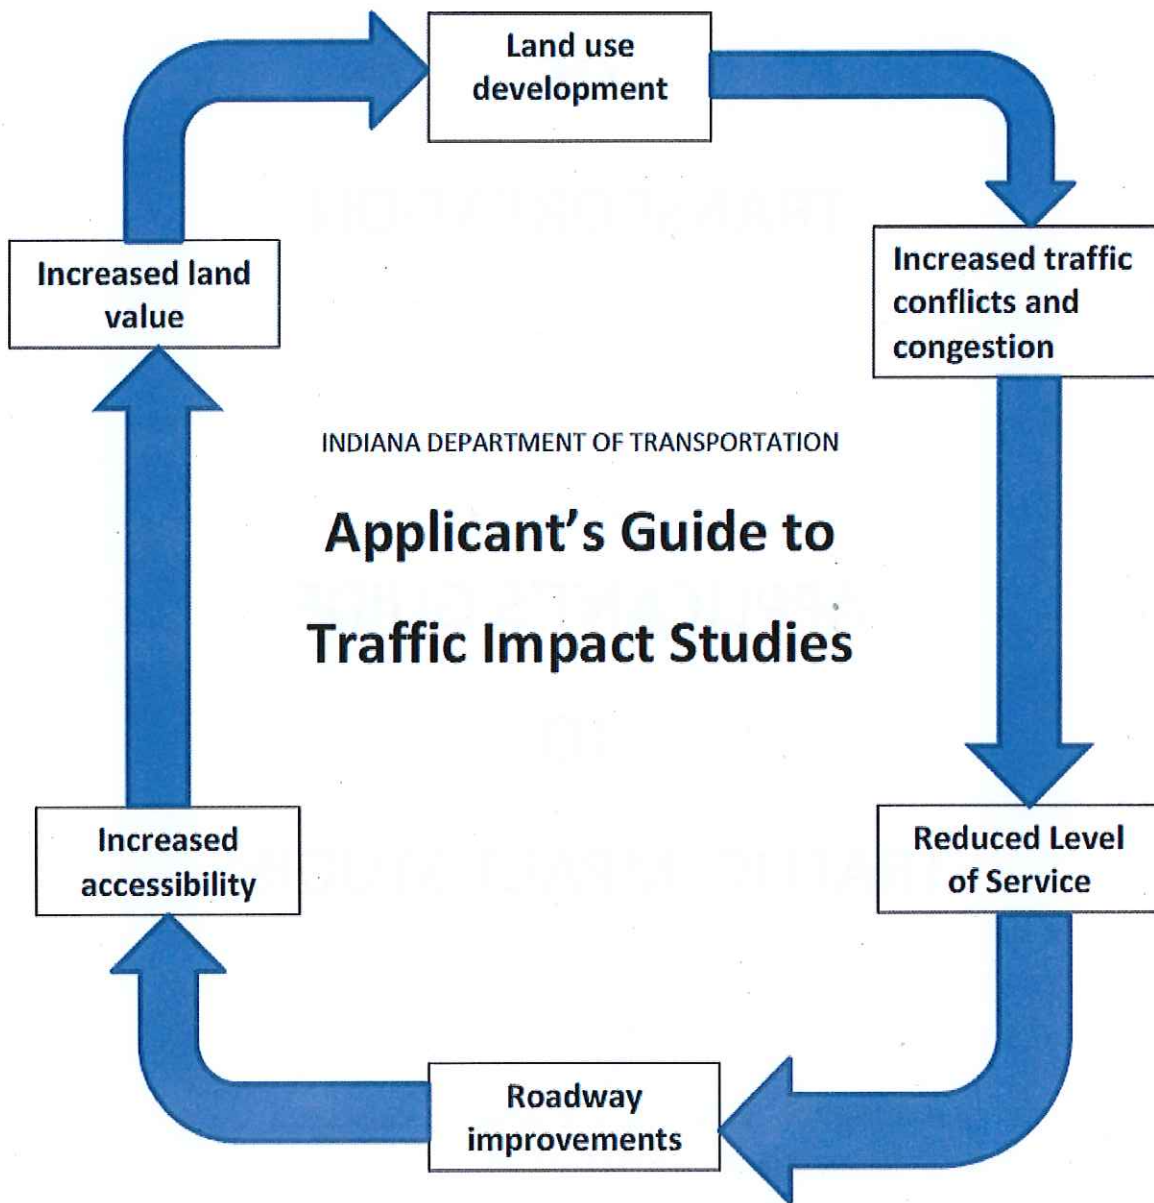 Land use
development
Increased land
value
Increased traffic
conflicts and
congestion
INDIANA DEPARTMENT OF TRANSPORTATION
Applicant's Guide to
Traffic Impact Studies
Increased
accessibility
Reduced Level
of Service
Roadway
improvements